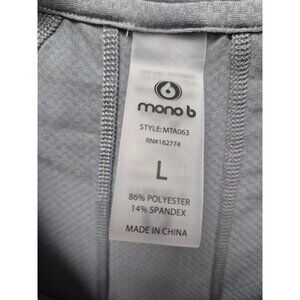 mono b
STYLE:MTA063
RN#162774
L
86% POLYESTER
14% SPANDEX
MADE IN CHINA